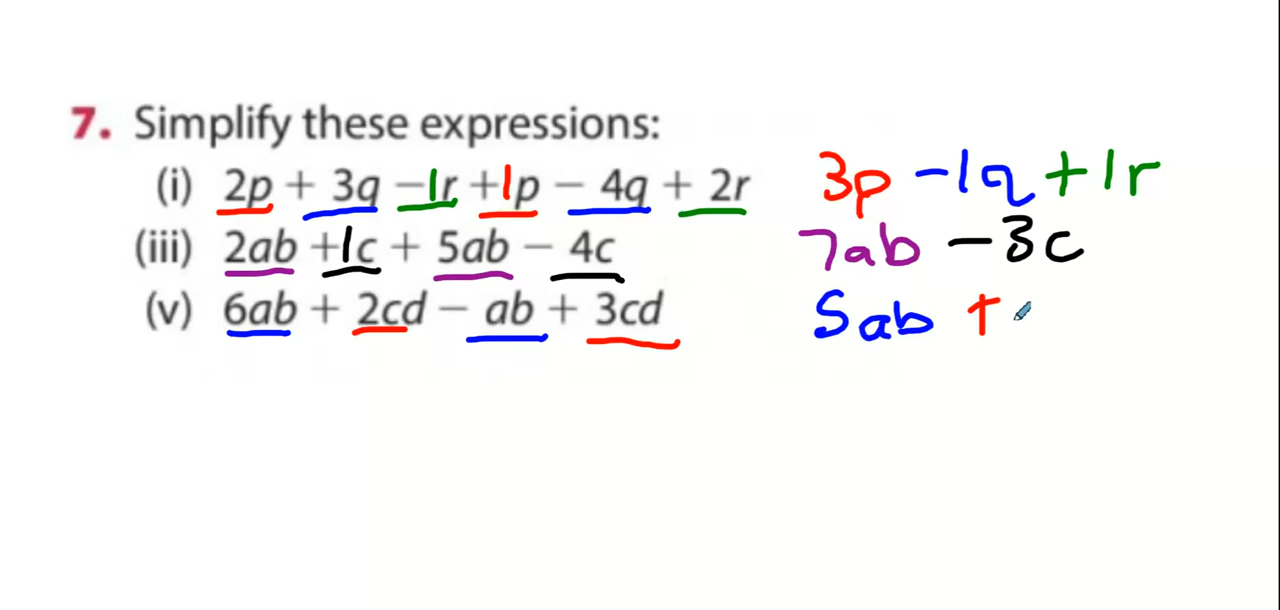 7. Simplify these expressions:
(i) 2p + 3q −1r +1p − 4q + 2r 3p −1q +1r
(iii) 2ab +1c + 5ab − 4c 7ab −3c
(v) 6ab + 2cd − ab + 3cd 5ab +